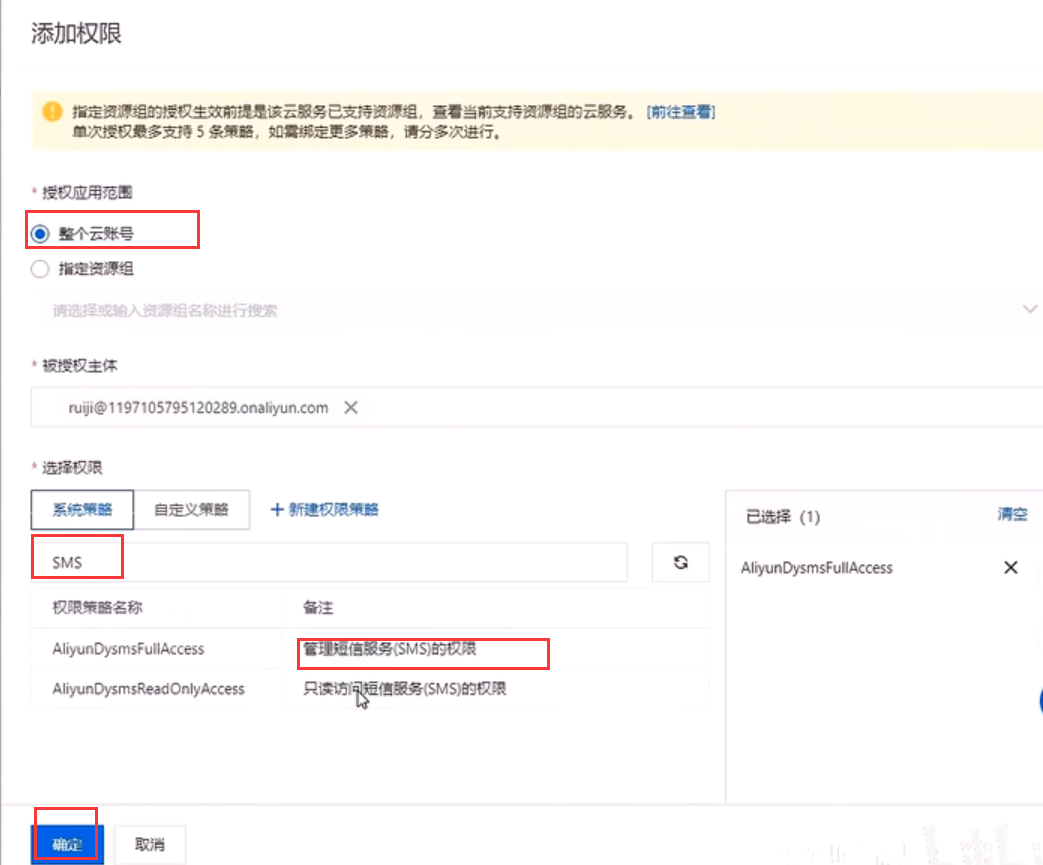 添加权限
指定资源组的授权生效前提是该云服务已支持资源组，查看当前支持资源组的云服务。[前往查看]
单次授权最多支持 5 条策略，如需绑定更多策略，请分多次进行。
* 授权应用范围
整个云账号
指定资源组
请选择或输入资源组名称进行搜索
* 被授权主体
ruiji@1197105795120289.onaliyun.com
* 选择权限
系统策略 自定义策略 + 新建权限策略
已选择 (1) 清空
SMS
AliyunDysmsFullAccess
权限策略名称 备注
AliyunDysmsFullAccess 管理短信服务(SMS)的权限
AliyunDysmsReadOnlyAccess 只读访问短信服务(SMS)的权限
确定 取消